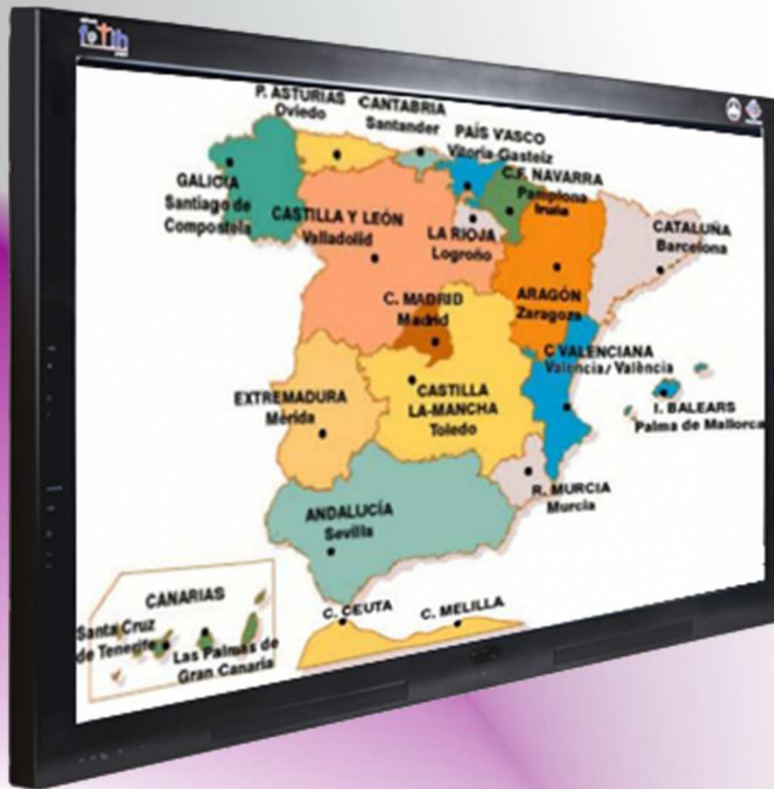 fatih
P. ASTURIAS
Oviedo
CANTABRIA
Santander
PAÍS VASCO
Vitoria-Gasteiz
C.F. NAVARRA
Pamplona
Iruña
GALICIA
Santiago de
Compostela
CASTILLA Y LEÓN
Valladolid
LA RIOJA
Logroño
CATALUÑA
Barcelona
ARAGÓN
Zaragoza
C. MADRID
Madrid
C VALENCIANA
Valencia/València
EXTREMADURA
Mérida
CASTILLA
LA-MANCHA
Toledo
I. BALEARS
Palma de Mallorca
R. MURCIA
Murcia
ANDALUCÍA
Sevilla
CANARIAS
Santa Cruz
de Tenerife
Las Palmas de
Gran Canaria
C. CEUTA
C. MELILLA